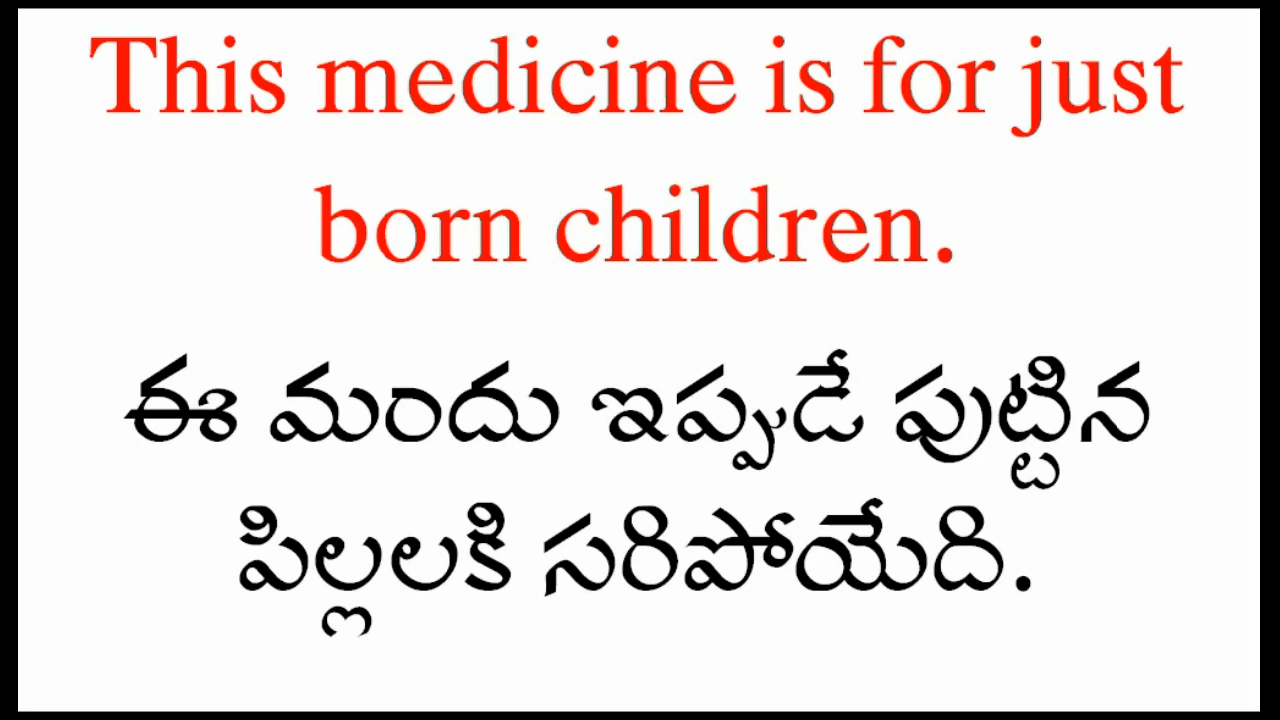 This medicine is for just
born children.
ఈ మందు ఇప్పుడే పుట్టిన
పిల్లలకి సరిపోయేది.